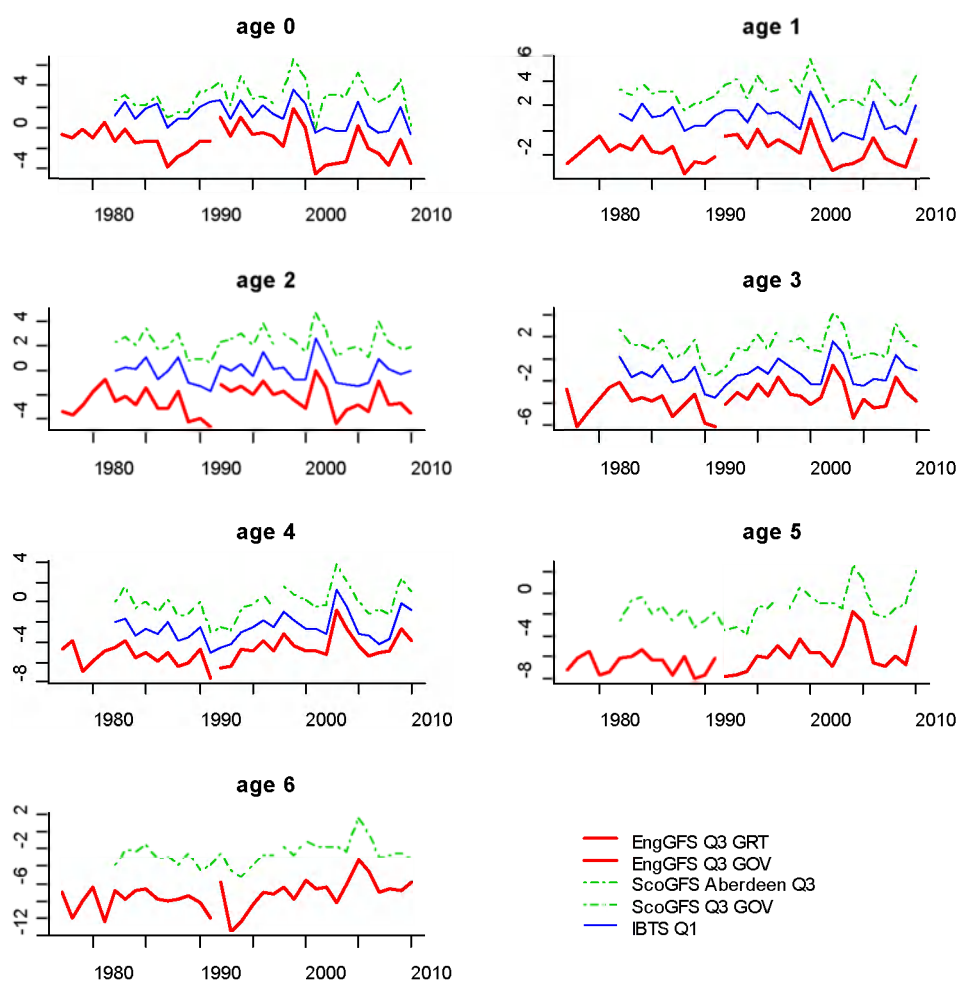 age 0
4
0
-4
1980 1990 2000 2010
age 1
6
4
2
-2
1980 1990 2000 2010
age 2
4
2
0
-4
1980 1990 2000 2010
age 3
2
-2
-4
-6
1980 1990 2000 2010
age 4
4
0
-4
-8
1980 1990 2000 2010
age 5
0
-4
-8
1980 1990 2000 2010
age 6
2
-2
-6
-12
1980 1990 2000 2010
EngGFS Q3 GRT
EngGFS Q3 GOV
ScoGFS Aberdeen Q3
ScoGFS Q3 GOV
IBTS Q1